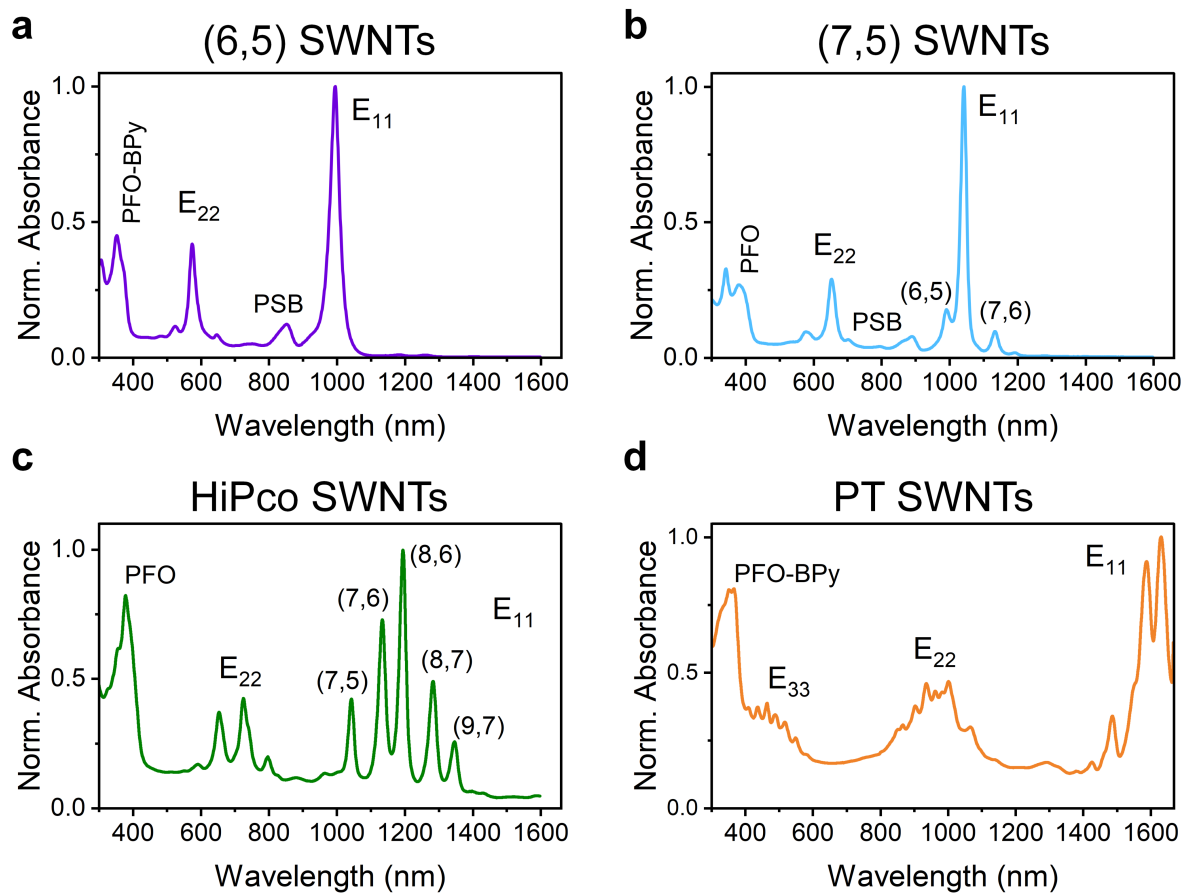 a
(6,5) SWNTs
Norm. Absorbance
1.0
0.5
0.0
PFO-BPy
E₂₂
PSB
E₁₁
400 600 800 1000 1200 1400 1600
Wavelength (nm)
b
(7,5) SWNTs
Norm. Absorbance
1.0
0.5
0.0
PFO
E₂₂
PSB
(6,5)
E₁₁
(7,6)
400 600 800 1000 1200 1400 1600
Wavelength (nm)
c
HiPco SWNTs
Norm. Absorbance
1.0
0.5
0.0
PFO
E₂₂
(7,5)
(7,6)
(8,6)
(8,7)
(9,7)
E₁₁
400 600 800 1000 1200 1400 1600
Wavelength (nm)
d
PT SWNTs
Norm. Absorbance
1.0
0.5
0.0
PFO-BPy
E₃₃
E₂₂
E₁₁
400 600 800 1000 1200 1400 1600
Wavelength (nm)